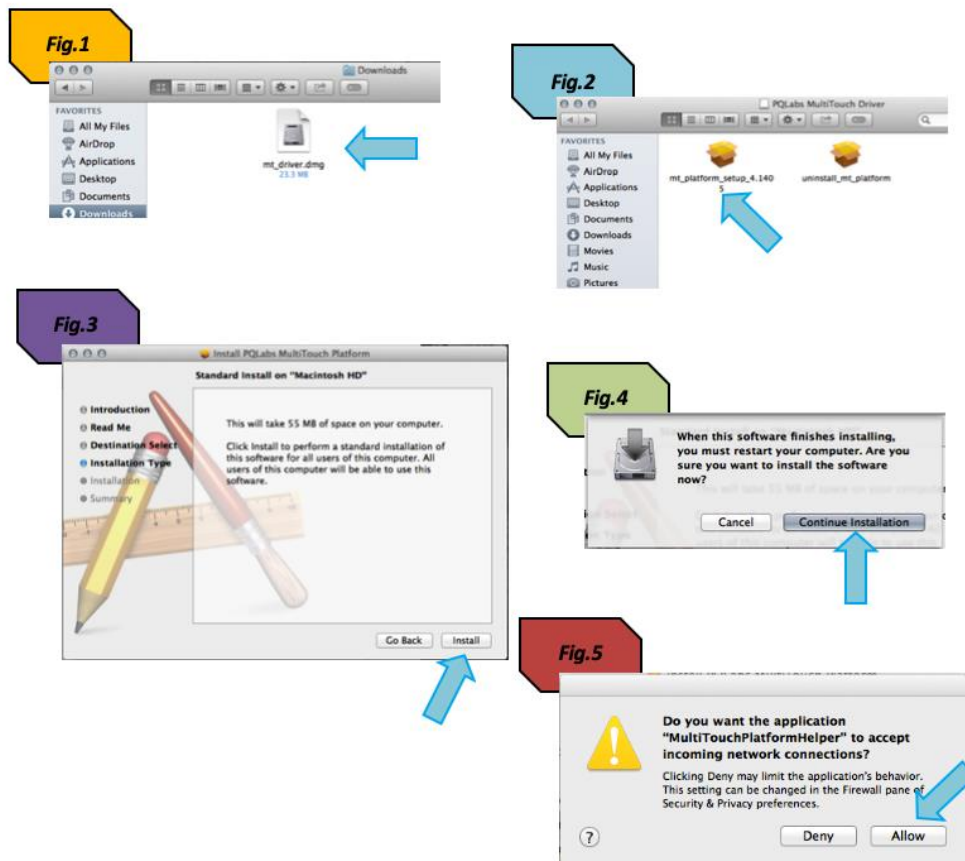 Fig.1
Downloads
FAVORITES
All My Files
AirDrop
Applications
Desktop
Documents
Downloads
mt_driver.dmg
23.3 MB
Fig.2
PQLabs MultiTouch Driver
FAVORITES
All My Files
AirDrop
Applications
Desktop
Documents
Downloads
Movies
Music
Pictures
mt_platform_setup_4.140
5
uninstall_mt_platform
Fig.3
Install PQLabs MultiTouch Platform
Standard Install on "Macintosh HD"
Introduction
Read Me
Destination Select
Installation Type
Installation
Summary
This will take 55 MB of space on your computer.
Click Install to perform a standard installation of
this software for all users of this computer. All
users of this computer will be able to use this
software.
Go Back
Install
Fig.4
When this software finishes installing,
you must restart your computer. Are you
sure you want to install the software
now?
Cancel
Continue Installation
Fig.5
Do you want the application
"MultiTouchPlatformHelper" to accept
incoming network connections?
Clicking Deny may limit the application's behavior.
This setting can be changed in the Firewall pane of
Security & Privacy preferences.
?
Deny
Allow